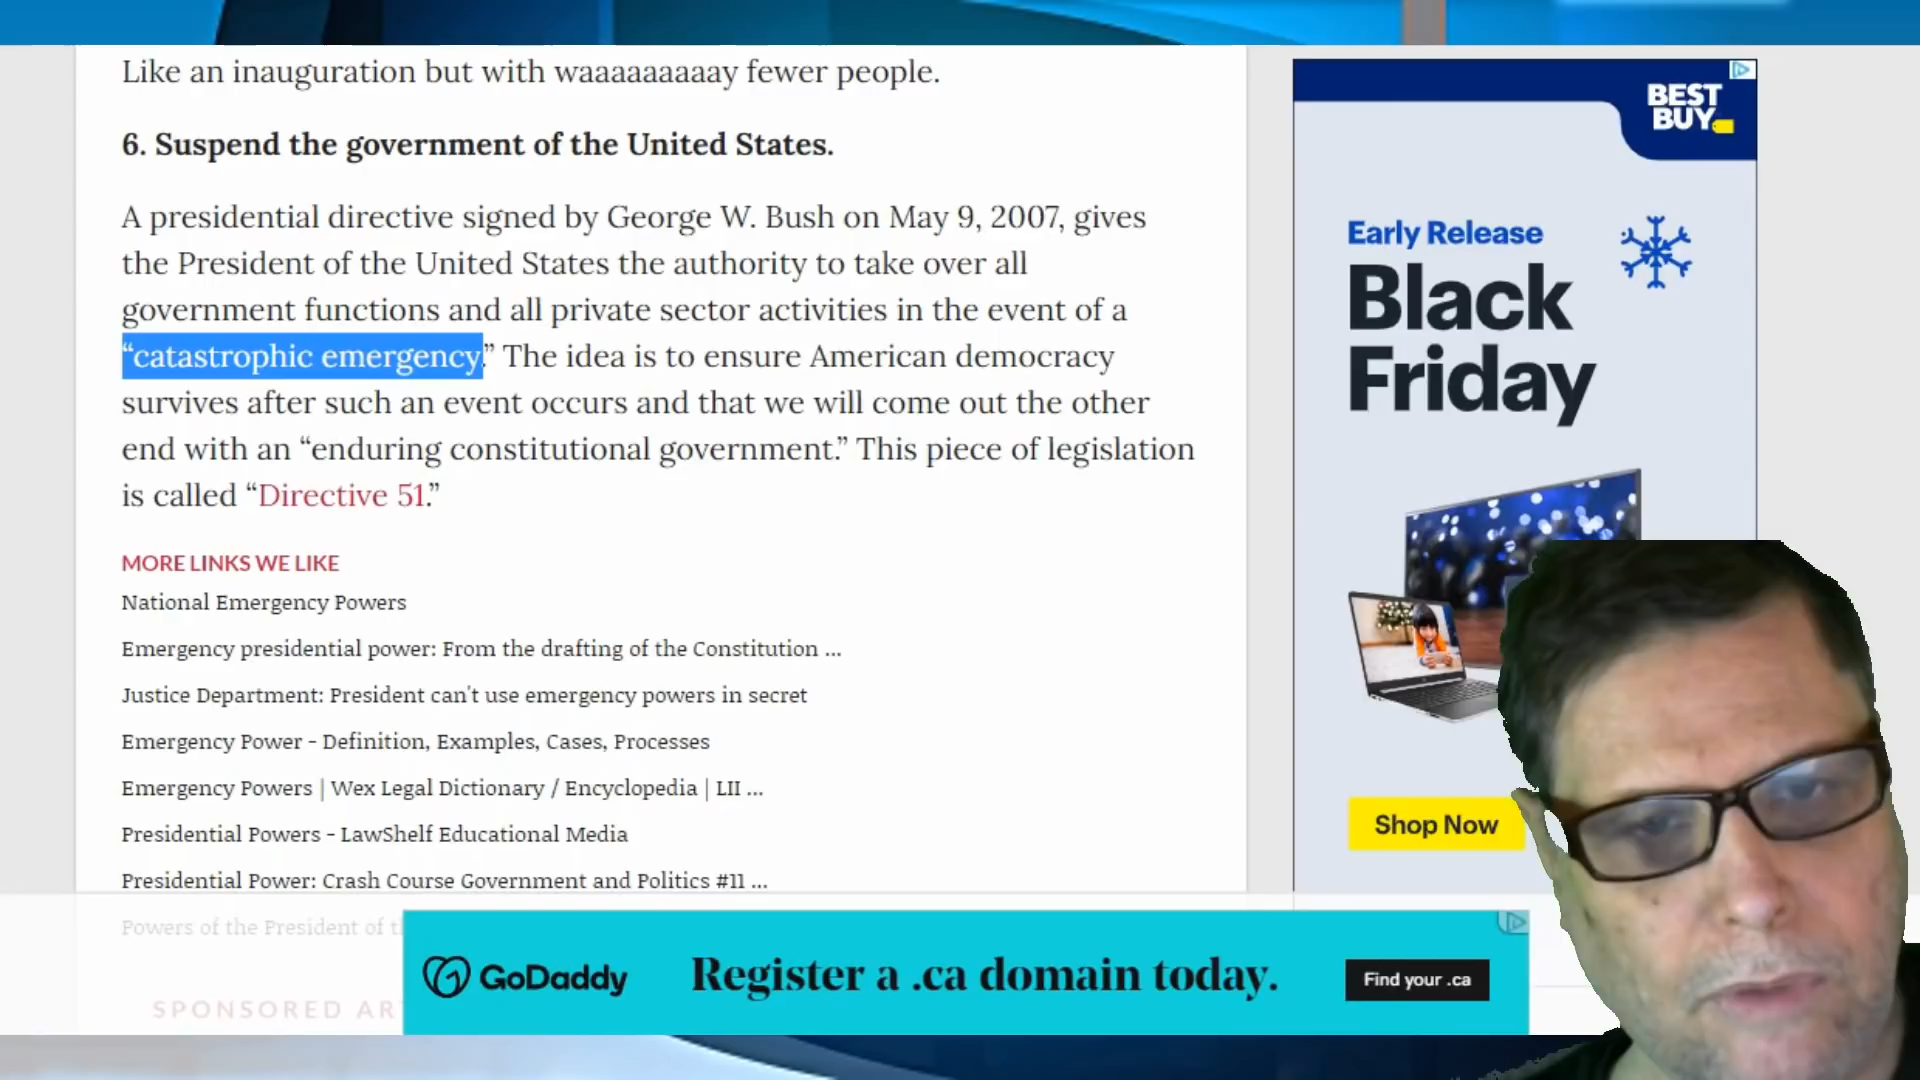 Like an inauguration but with waaaaaaaaay fewer people.
6. Suspend the government of the United States.
A presidential directive signed by George W. Bush on May 9, 2007, gives
the President of the United States the authority to take over all
government functions and all private sector activities in the event of a
“catastrophic emergency.” The idea is to ensure American democracy
survives after such an event occurs and that we will come out the other
end with an “enduring constitutional government.” This piece of legislation
is called “Directive 51.”
MORE LINKS WE LIKE
National Emergency Powers
Emergency presidential power: From the drafting of the Constitution ...
Justice Department: President can't use emergency powers in secret
Emergency Power - Definition, Examples, Cases, Processes
Emergency Powers | Wex Legal Dictionary / Encyclopedia | LII ...
Presidential Powers - LawShelf Educational Media
Presidential Power: Crash Course Government and Politics #11 ...
Powers of the President of
SPONSORED
BEST
BUY
Early Release
Black
Friday
Shop Now
GoDaddy
Register a .ca domain today.
Find your .ca